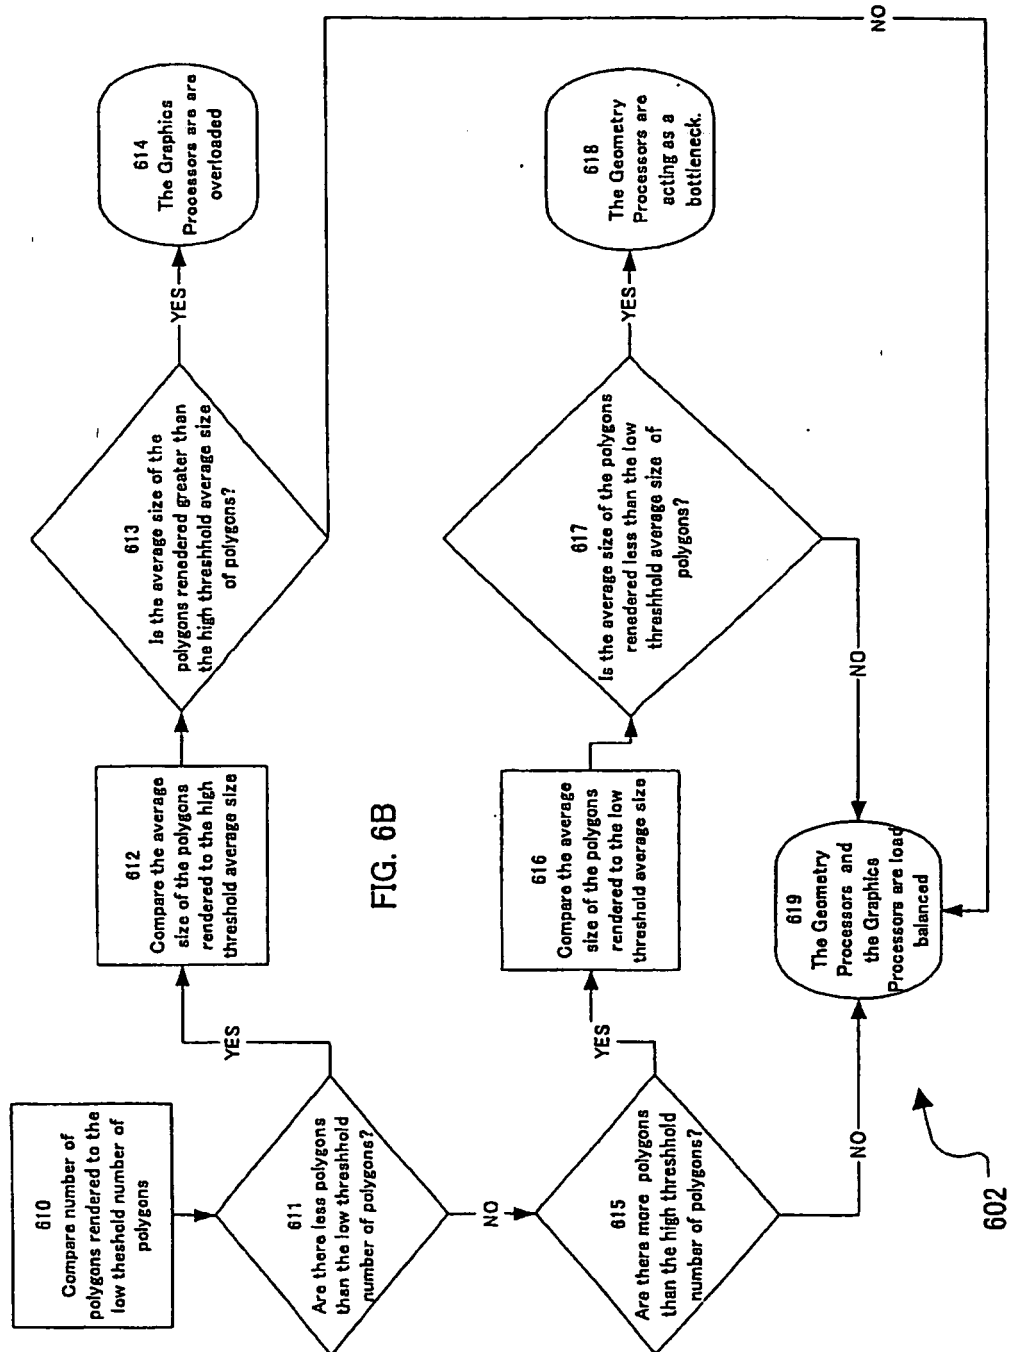 610
Compare number of
polygons rendered to the
low theshold number of
polygons
611
Are there less polygons
than the low threshhold
number of polygons?
YES
NO
612
Compare the average
size of the polygons
rendered to the high
threshold average size
613
Is the average size of the
polygons renedered greater than
the high threshhold average size
of polygons?
YES
NO
614
The Graphics
Processors are are
overloaded
615
Are there more polygons
than the high threshhold
number of polygons?
YES
NO
616
Compare the average
size of the polygons
rendered to the low
threshold average size
617
Is the average size of the polygons
renedered less than the low
threshhold average size of
polygons?
YES
NO
618
The Geometry
Processors are
acting as a
bottleneck.
619
The Geometry
Processors and
the Graphics
Processors are load
balanced
FIG. 6B
602